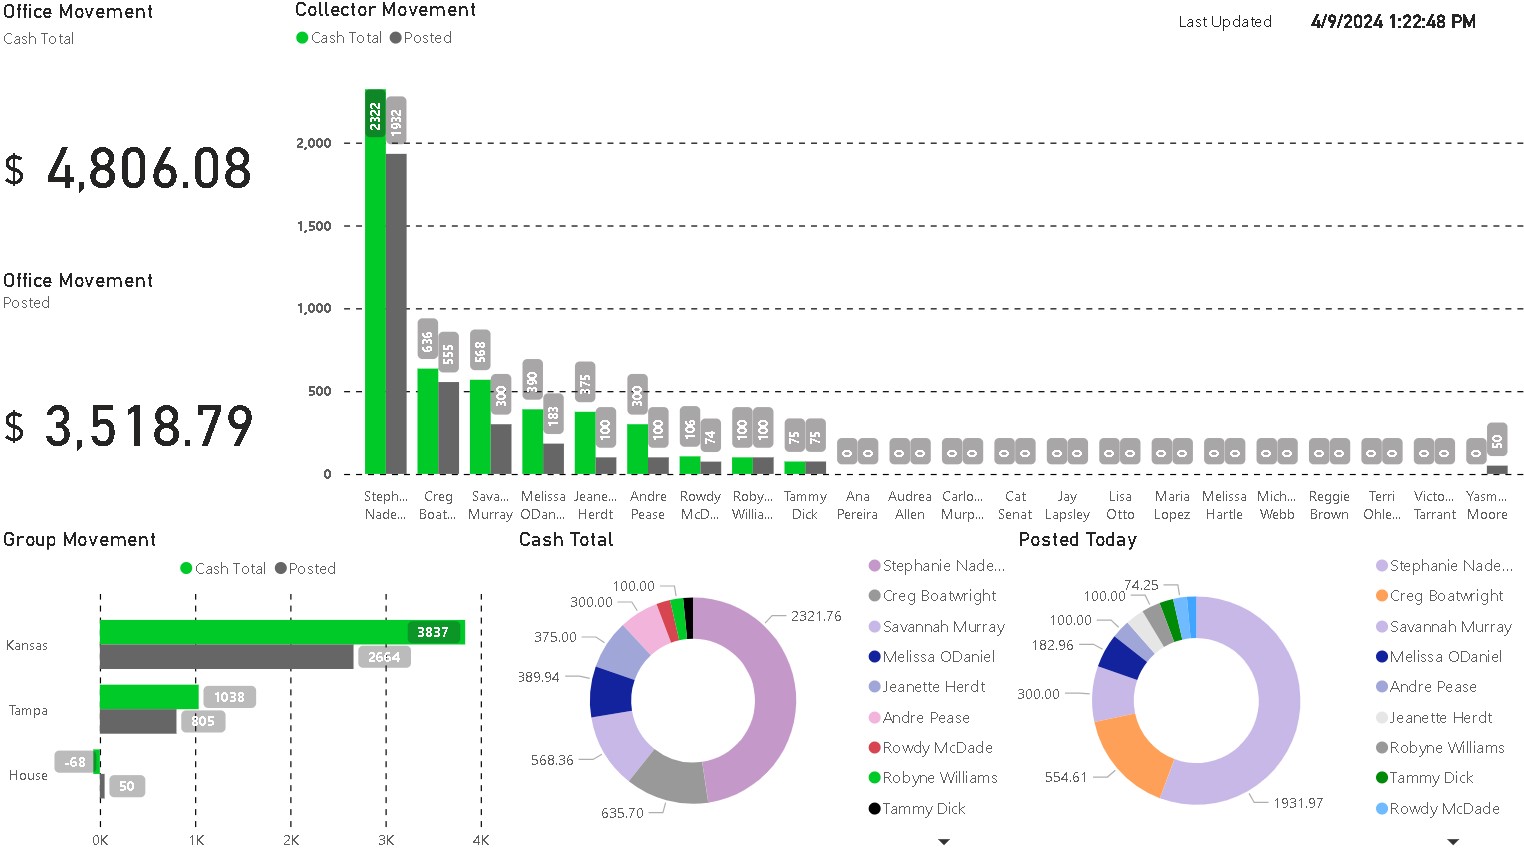 Office Movement
Cash Total
$ 4,806.08
Office Movement
Posted
$ 3,518.79
Collector Movement
Cash Total Posted
Last Updated 4/9/2024 1:22:48 PM
2,000
1,500
1,000
500
0
2322 1932 636 555 568 300 390 183 375 100 300 100 106 74 100 100 75 75 0 0 0 0 0 0 0 0 0 0 0 0 0 0 0 0 0 0 0 0 0 0 0 0 0 50
Steph... Creg Sava... Melissa Jeane... Andre Rowdy Roby... Tammy Ana Audrea Carlo... Cat Jay Lisa Maria Melissa Mich... Reggie Terri Victo... Yasm...
Nade... Boat... Murray ODan... Herdt Pease McD... Willia... Dick Pereira Allen Murp... Senat Lapsley Otto Lopez Hartle Webb Brown Ohle... Tarrant Moore
Group Movement
Cash Total Posted
Kansas
3837
2664
Tampa
1038
805
House
-68
50
0K 1K 2K 3K 4K
Cash Total
100.00
300.00
375.00
389.94
568.36
635.70
2321.76
Stephanie Nade...
Creg Boatwright
Savannah Murray
Melissa ODaniel
Jeanette Herdt
Andre Pease
Rowdy McDade
Robyne Williams
Tammy Dick
Posted Today
74.25
100.00
100.00
182.96
300.00
554.61
1931.97
Stephanie Nade...
Creg Boatwright
Savannah Murray
Melissa ODaniel
Andre Pease
Jeanette Herdt
Robyne Williams
Tammy Dick
Rowdy McDade